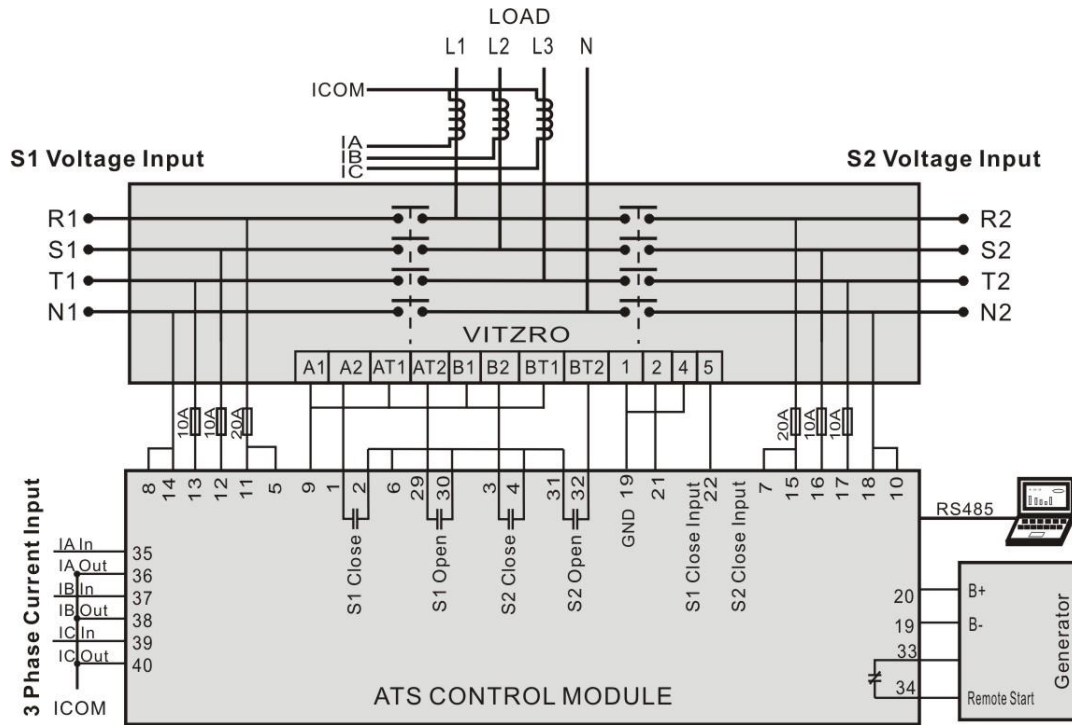 LOAD
L1 L2 L3 N
ICOM
IA
IB
IC
S1 Voltage Input
S2 Voltage Input
R1
S1
T1
N1
R2
S2
T2
N2
VITZRO
A1 A2 AT1 AT2 B1 B2 BT1 BT2 1 2 4 5
10A 10A 20A
20A 10A 10A
8 14 13 12 11 5 9 1 2 6 29 30 3 4 31 32 GND 19 21 22 7 15 16 17 18 10
S1 Close
S1 Open
S2 Close
S2 Open
S1 Close Input
S2 Close Input
RS485
3 Phase Current Input
IA In 35
IA Out 36
IB In 37
IB Out 38
IC In 39
IC Out 40
ICOM
ATS CONTROL MODULE
20 B+
19 B-
33
34 Remote Start
Generator